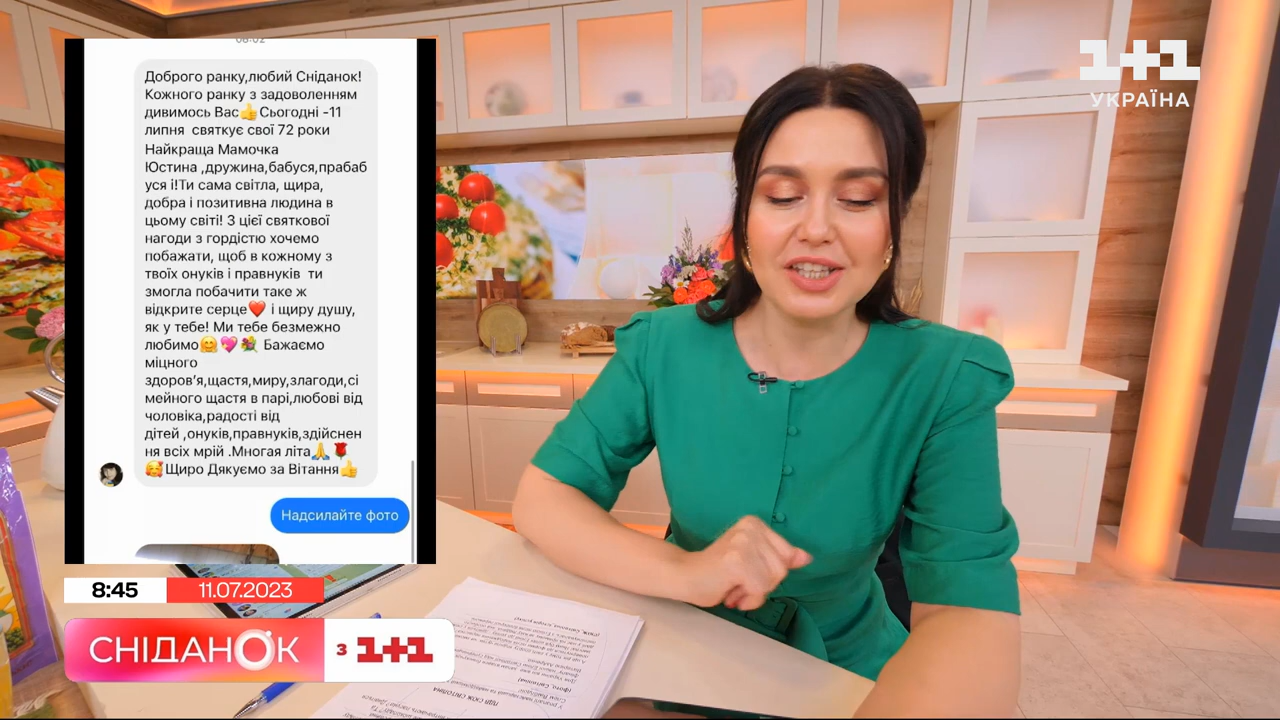 08:02
Доброго ранку,любий Сніданок!
Кожного ранку з задоволенням
дивимось Вас👍Сьогодні -11
липня святкує свої 72 роки
Найкраща Мамочка
Юстина ,дружина,бабуся,прабаб
уся і!Ти сама світла, щира,
добра і позитивна людина в
цьому світі! З цієї святкової
нагоди з гордістю хочемо
побажати, щоб в кожному з
твоїх онуків і правнуків ти
змогла побачити таке ж
відкрите серце❤️ і щиру душу,
як у тебе! Ми тебе безмежно
любимо🤗💖💐 Бажаємо
міцного
здоров’я,щастя,миру,злагоди,сі
мейного щастя в парі,любові від
чоловіка,радості від
дітей ,онуків,правнуків,здійснен
ня всіх мрій .Многая літа🙏🌹
🥰Щиро Дякуємо за Вітання👍
Надсилайте фото
1+1
УКРАЇНА
8:45 11.07.2023
СНІДАНОК З 1+1